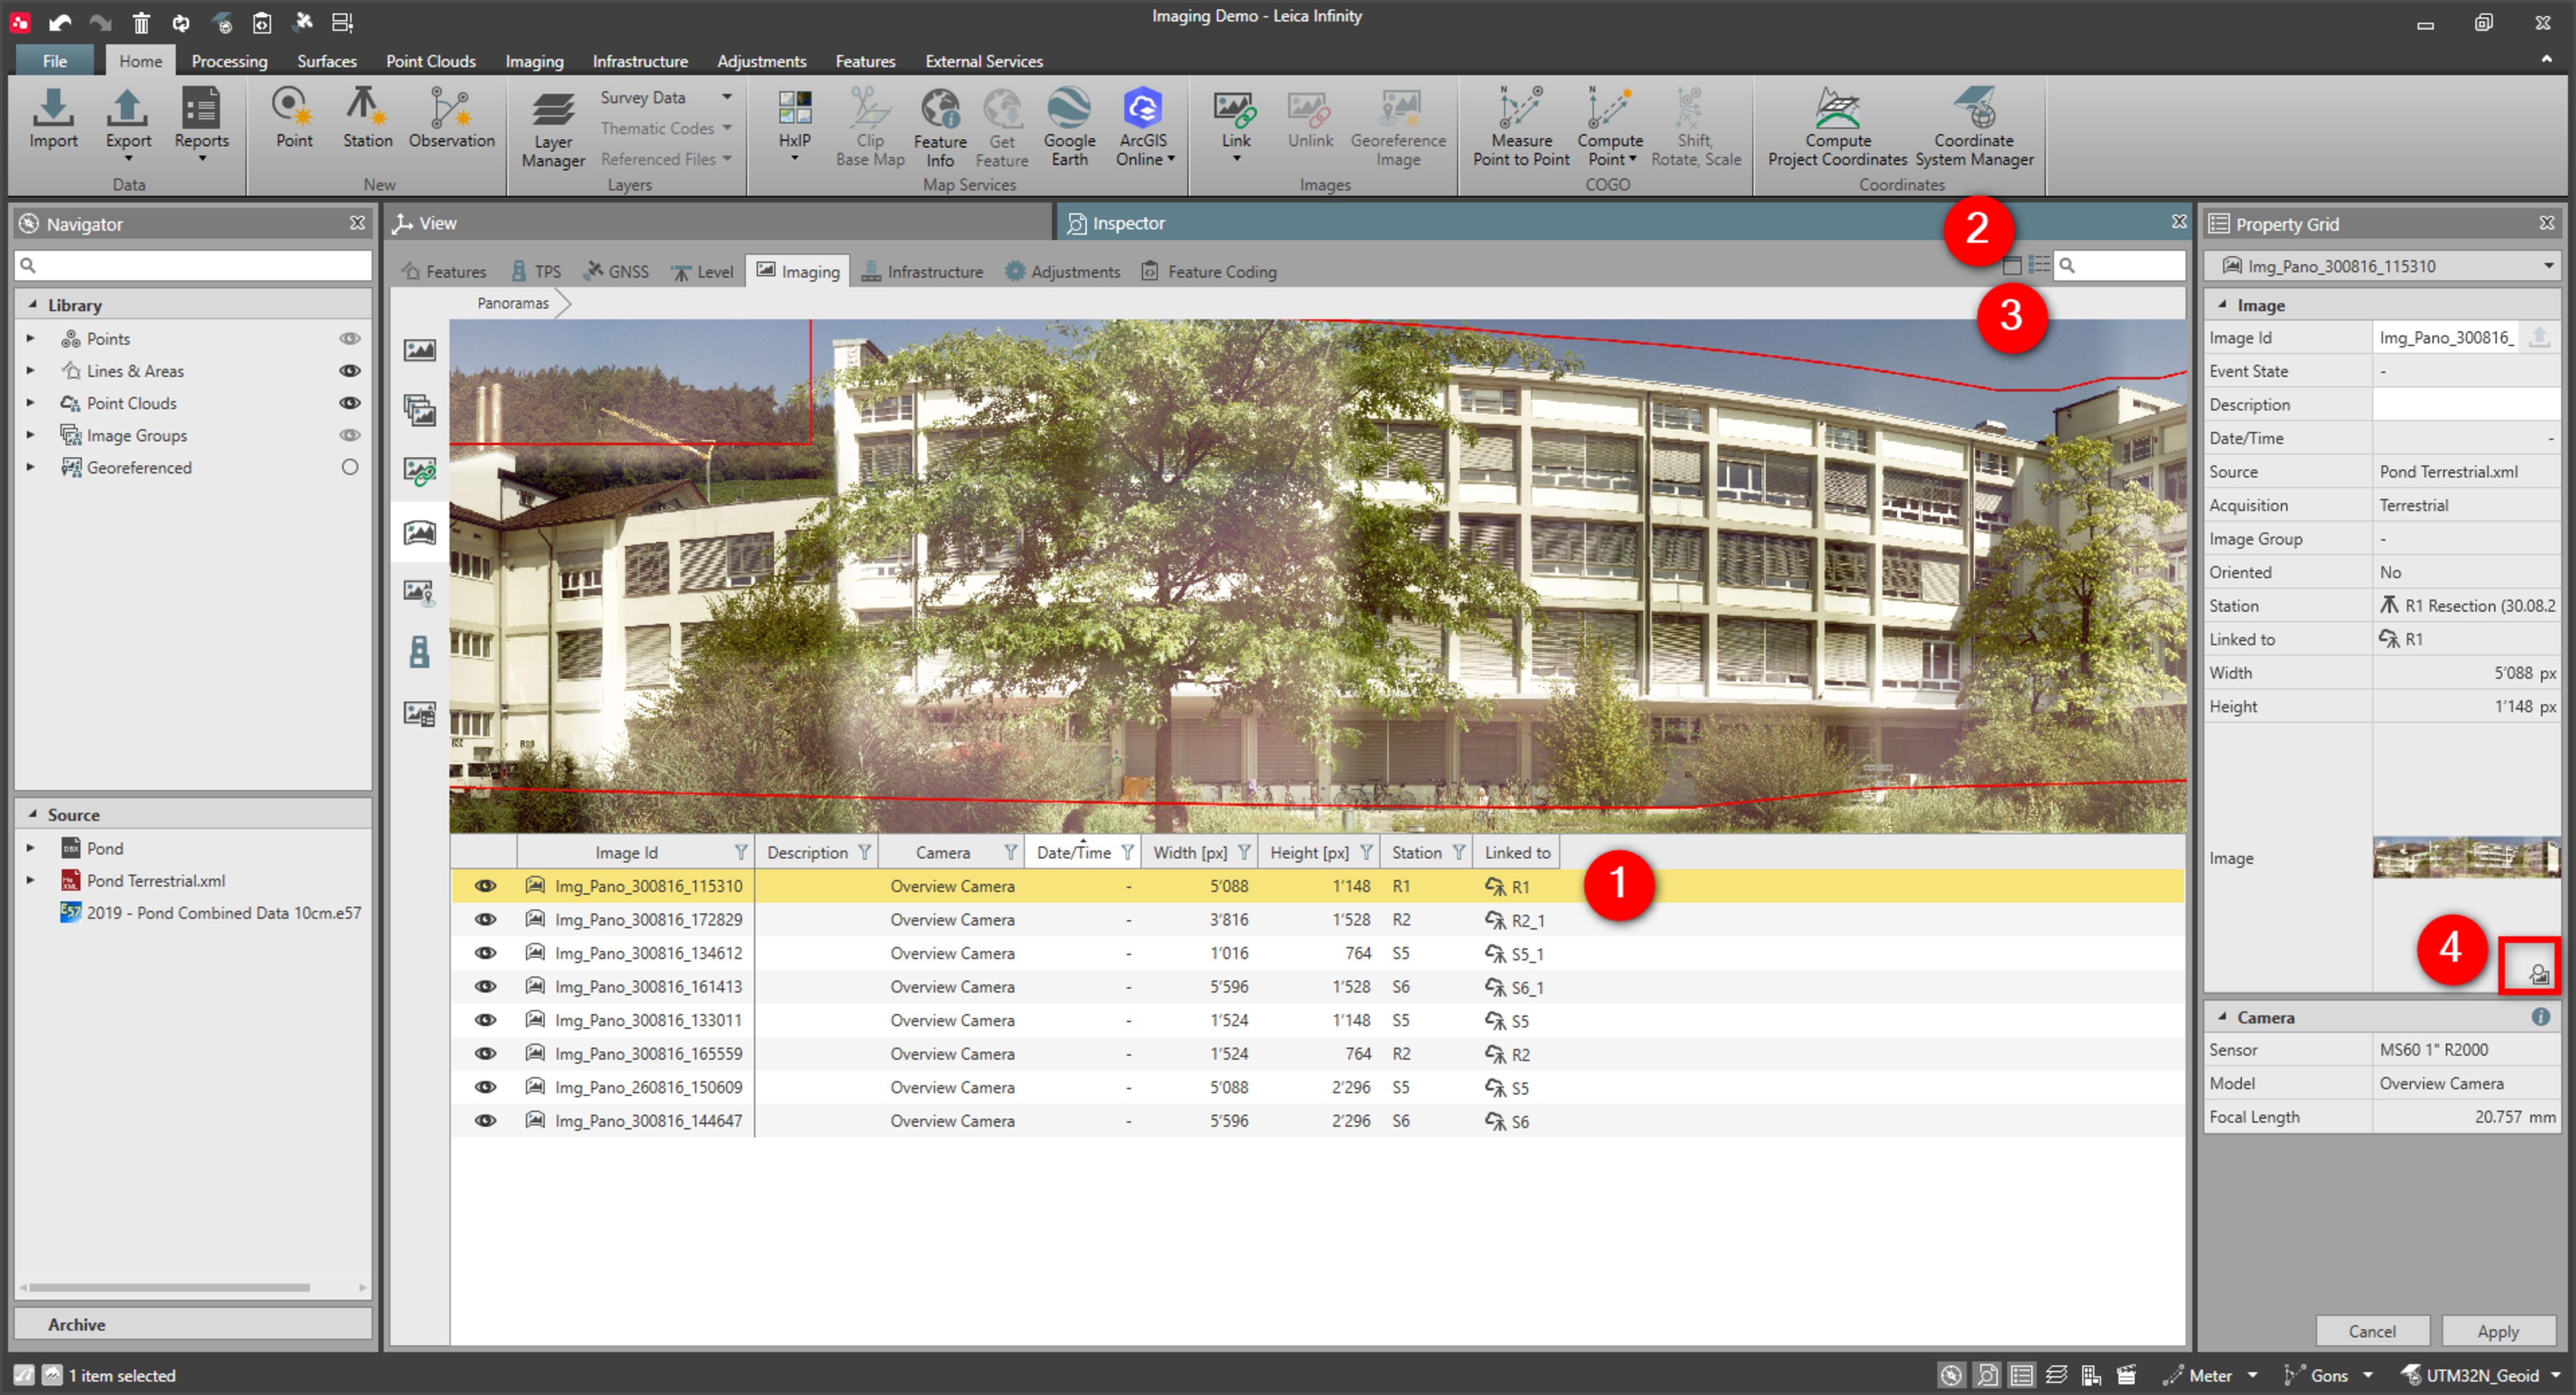 Imaging Demo - Leica Infinity
File Home Processing Surfaces Point Clouds Imaging Infrastructure Adjustments Features External Services
Import Export Reports
Data
Point Station Observation
New
Layer Manager
Survey Data
Thematic Codes
Referenced Files
Layers
HxIP
Clip Base Map
Feature Info
Get Feature
Google Earth
ArcGIS Online
Map Services
Link Unlink
Georeference Image
Images
Measure Point to Point
Compute Point
Shift, Rotate, Scale
COGO
Compute Project Coordinates
Coordinate System Manager
Coordinates
Navigator
Library
Points
Lines & Areas
Point Clouds
Image Groups
Georeferenced
Source
Pond
Pond Terrestrial.xml
2019 - Pond Combined Data 10cm.e57
Archive
View
Inspector
2
Features TPS GNSS Level Imaging Infrastructure Adjustments Feature Coding
Panoramas
3
Image Id Description Camera Date/Time Width [px] Height [px] Station Linked to
Img_Pano_300816_115310 Overview Camera - 5'088 1'148 R1 R1
1
Img_Pano_300816_172829 Overview Camera - 3'816 1'528 R2 R2_1
Img_Pano_300816_134612 Overview Camera - 1'016 764 S5 S5_1
Img_Pano_300816_161413 Overview Camera - 5'596 1'528 S6 S6_1
Img_Pano_300816_133011 Overview Camera - 1'524 1'148 S5 S5
Img_Pano_300816_165559 Overview Camera - 1'524 764 R2 R2
Img_Pano_260816_150609 Overview Camera - 5'088 2'296 S5 S5
Img_Pano_300816_144647 Overview Camera - 5'596 2'296 S6 S6
Property Grid
Img_Pano_300816_115310
Image
Image Id Img_Pano_300816_
Event State -
Description
Date/Time -
Source Pond Terrestrial.xml
Acquisition Terrestrial
Image Group -
Oriented No
Station R1 Resection (30.08.2
Linked to R1
Width 5'088 px
Height 1'148 px
Image
4
Camera
Sensor MS60 1" R2000
Model Overview Camera
Focal Length 20.757 mm
Cancel Apply
1 item selected
Meter Gons UTM32N_Geoid